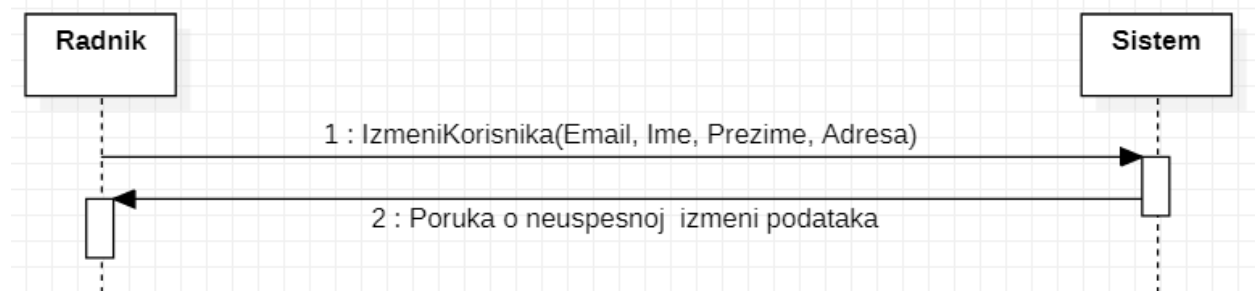 Radnik
Sistem
1 : IzmeniKorisnika(Email, Ime, Prezime, Adresa)
2 : Poruka o neuspesnoj  izmeni podataka